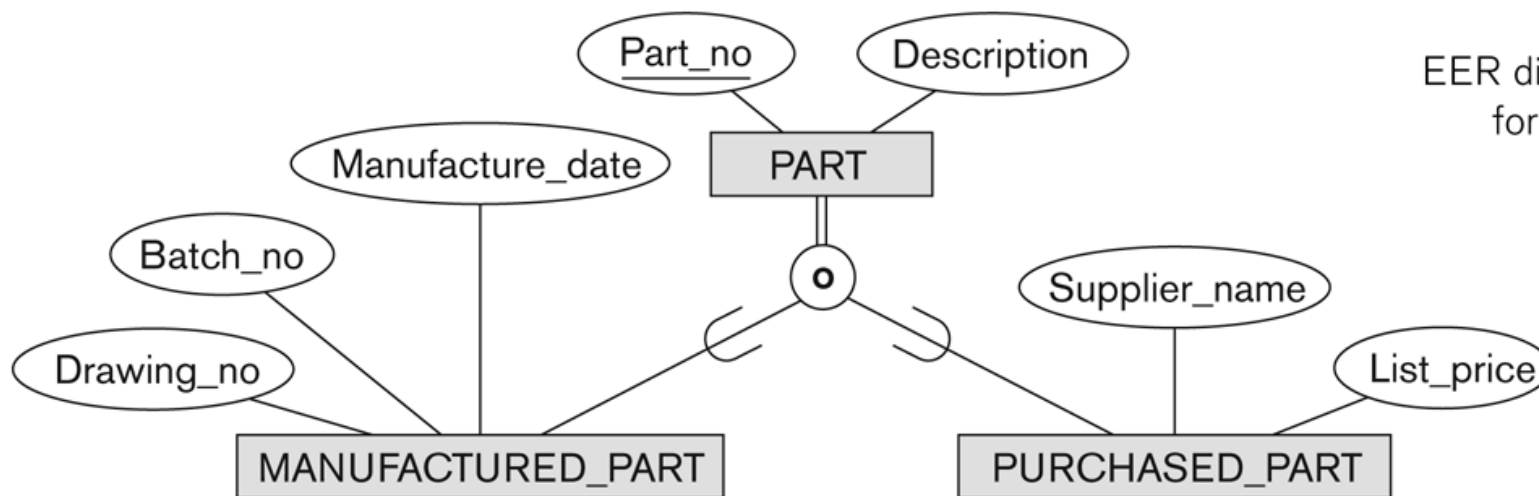 Part_no
Description
EER di
for
Manufacture_date
PART
Batch_no
o
Supplier_name
Drawing_no
List_price
MANUFACTURED_PART
PURCHASED_PART